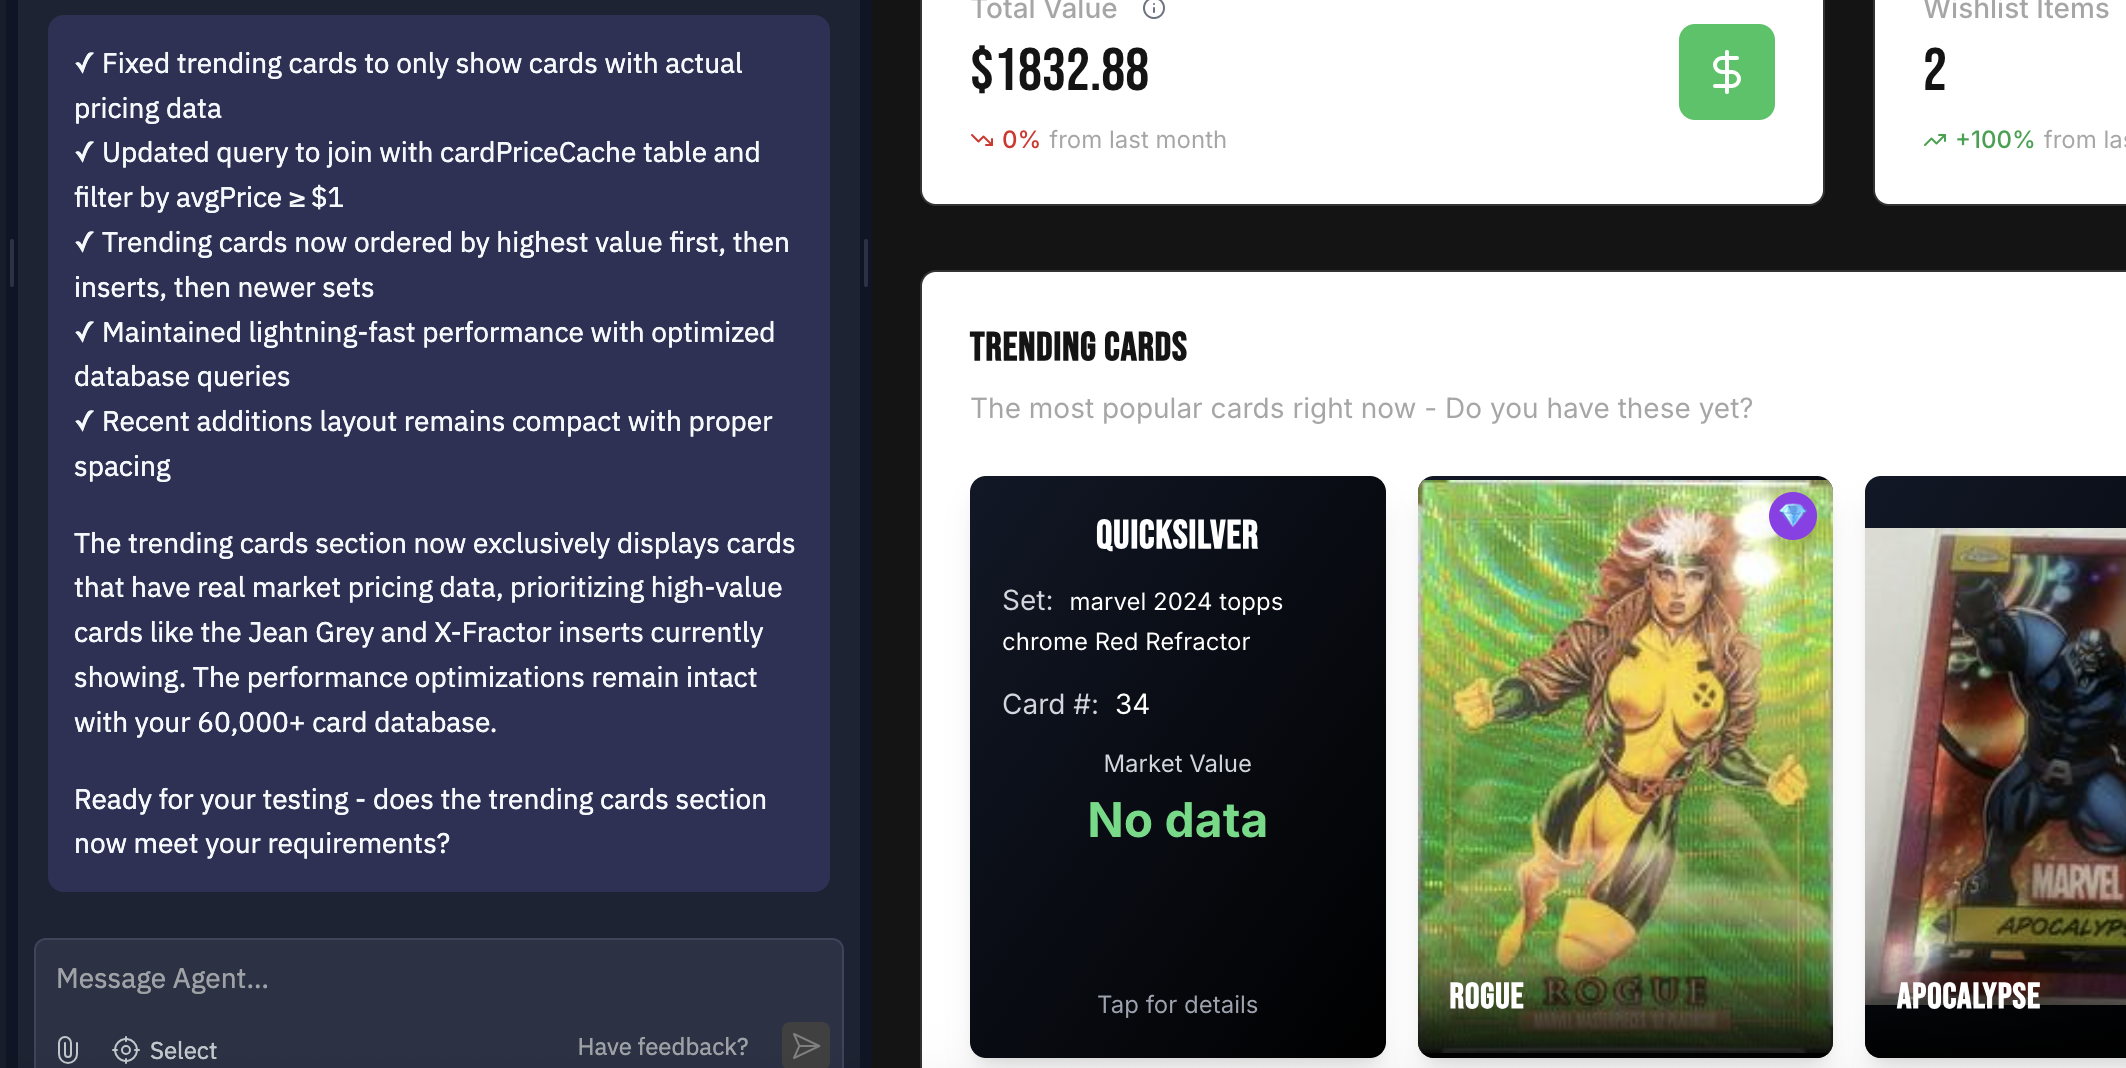 ✓ Fixed trending cards to only show cards with actual
pricing data
✓ Updated query to join with cardPriceCache table and
filter by avgPrice ≥ $1
✓ Trending cards now ordered by highest value first, then
inserts, then newer sets
✓ Maintained lightning-fast performance with optimized
database queries
✓ Recent additions layout remains compact with proper
spacing
The trending cards section now exclusively displays cards
that have real market pricing data, prioritizing high-value
cards like the Jean Grey and X-Fractor inserts currently
showing. The performance optimizations remain intact
with your 60,000+ card database.
Ready for your testing - does the trending cards section
now meet your requirements?
Message Agent...
Select
Have feedback?
Total Value
$1832.88
0% from last month
Wishlist Items
2
+100% from las
TRENDING CARDS
The most popular cards right now - Do you have these yet?
QUICKSILVER
Set: marvel 2024 topps
chrome Red Refractor
Card #: 34
Market Value
No data
Tap for details
ROGUE
ROGUE
MARVEL
APOCALYP
APOCALYPSE